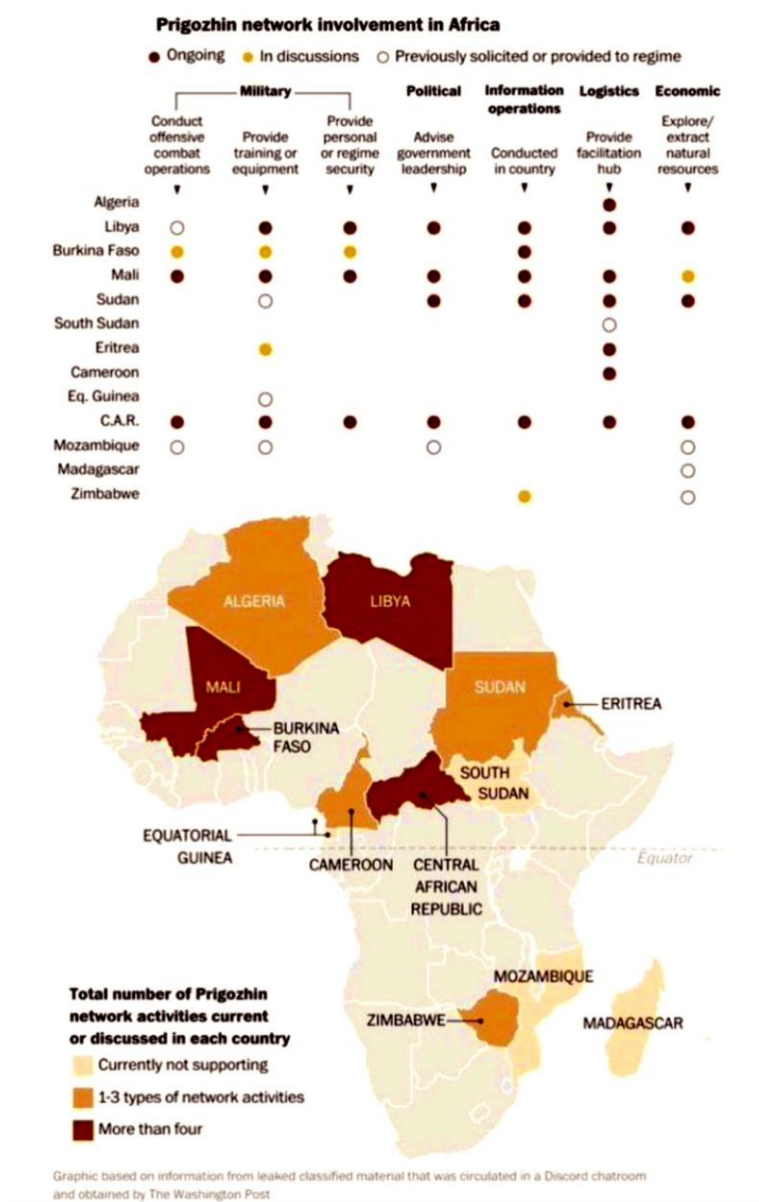 Prigozhin network involvement in Africa
Ongoing In discussions Previously solicited or provided to regime
Military Political Information operations Logistics Economic
Conduct offensive combat operations
Provide training or equipment
Provide personal or regime security
Advise government leadership
Conducted in country
Provide facilitation hub
Explore/ extract natural resources
Algeria
Libya
Burkina Faso
Mali
Sudan
South Sudan
Eritrea
Cameroon
Eq. Guinea
C.A.R.
Mozambique
Madagascar
Zimbabwe
ALGERIA
LIBYA
MALI
SUDAN
ERITREA
BURKINA
FASO
SOUTH
SUDAN
EQUATORIAL
GUINEA
CAMEROON
CENTRAL
AFRICAN
REPUBLIC
Equator
MOZAMBIQUE
ZIMBABWE
MADAGASCAR
Total number of Prigozhin
network activities current
or discussed in each country
Currently not supporting
1-3 types of network activities
More than four
Graphic based on information from leaked classified material that was circulated in a Discord chatroom
and obtained by The Washington Post